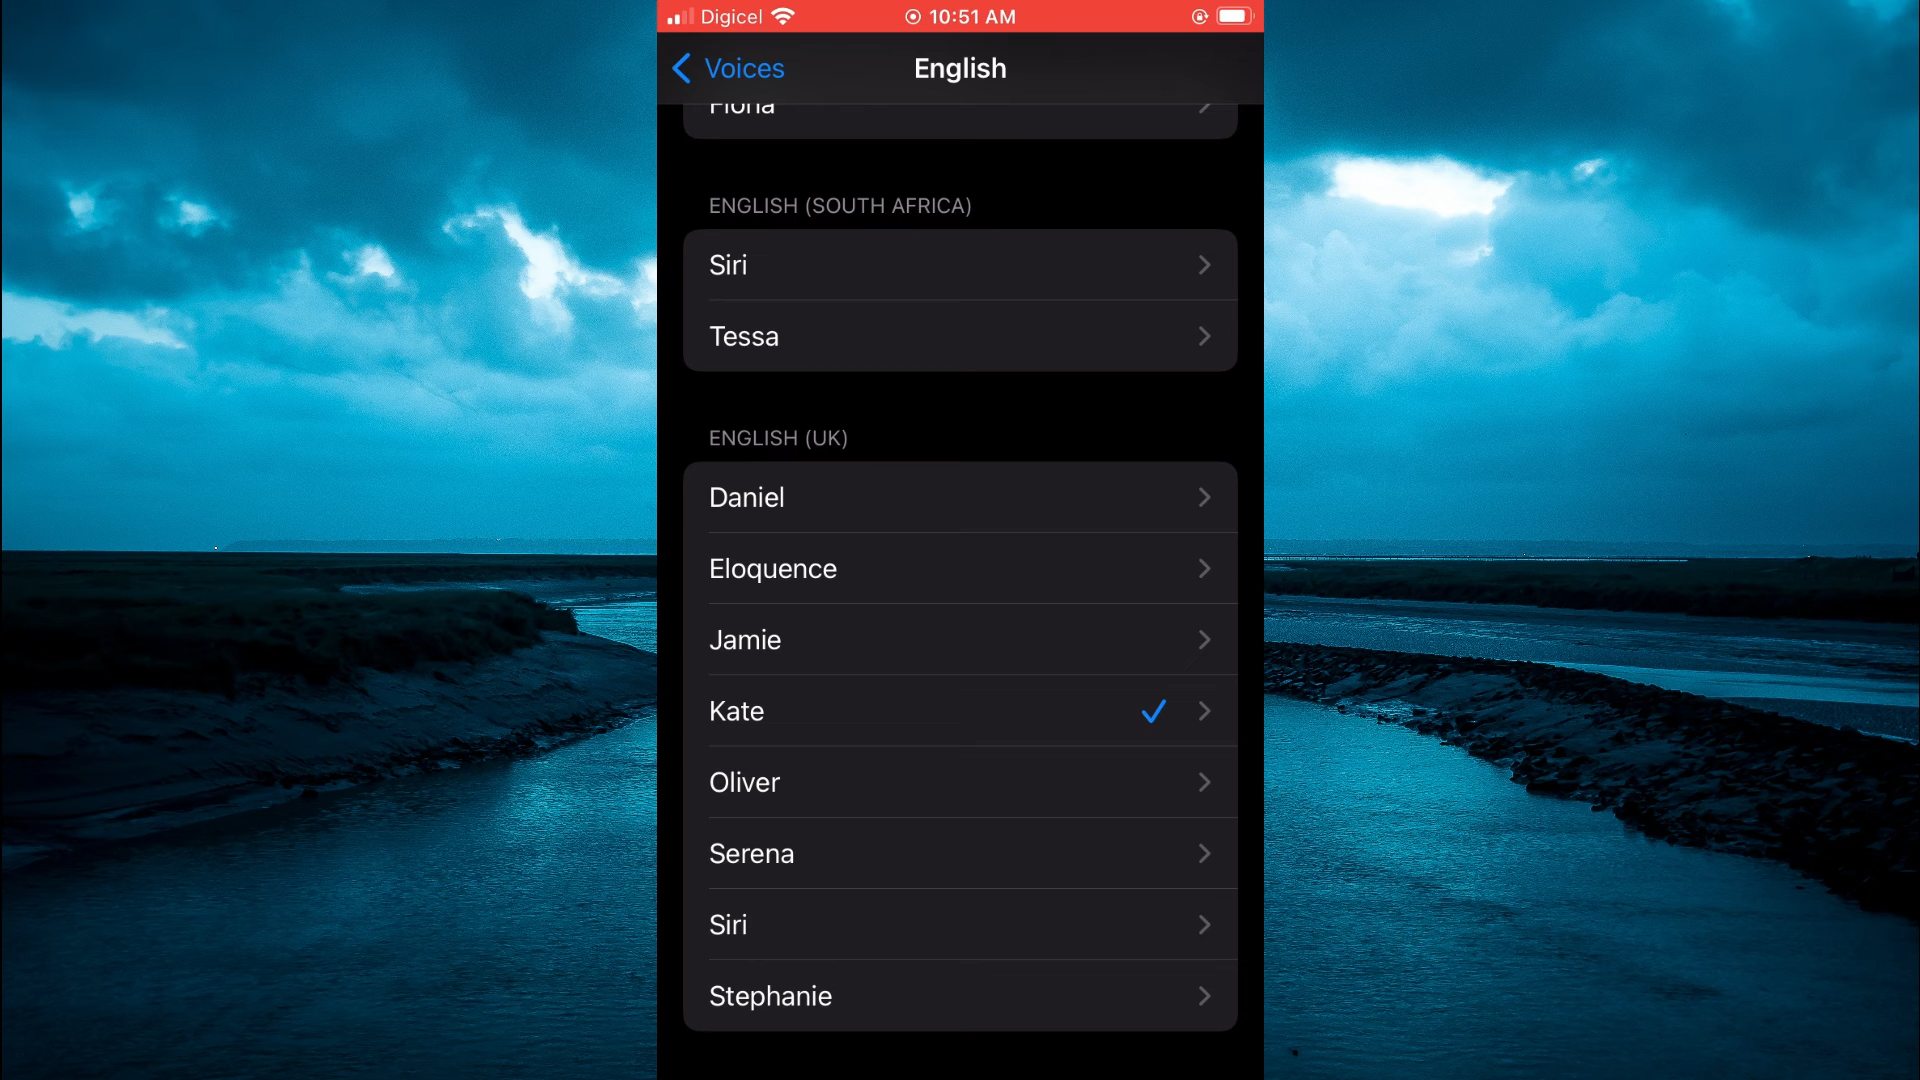 Digicel 10:51 AM
Voices English
Fiona
ENGLISH (SOUTH AFRICA)
Siri
Tessa
ENGLISH (UK)
Daniel
Eloquence
Jamie
Kate
Oliver
Serena
Siri
Stephanie